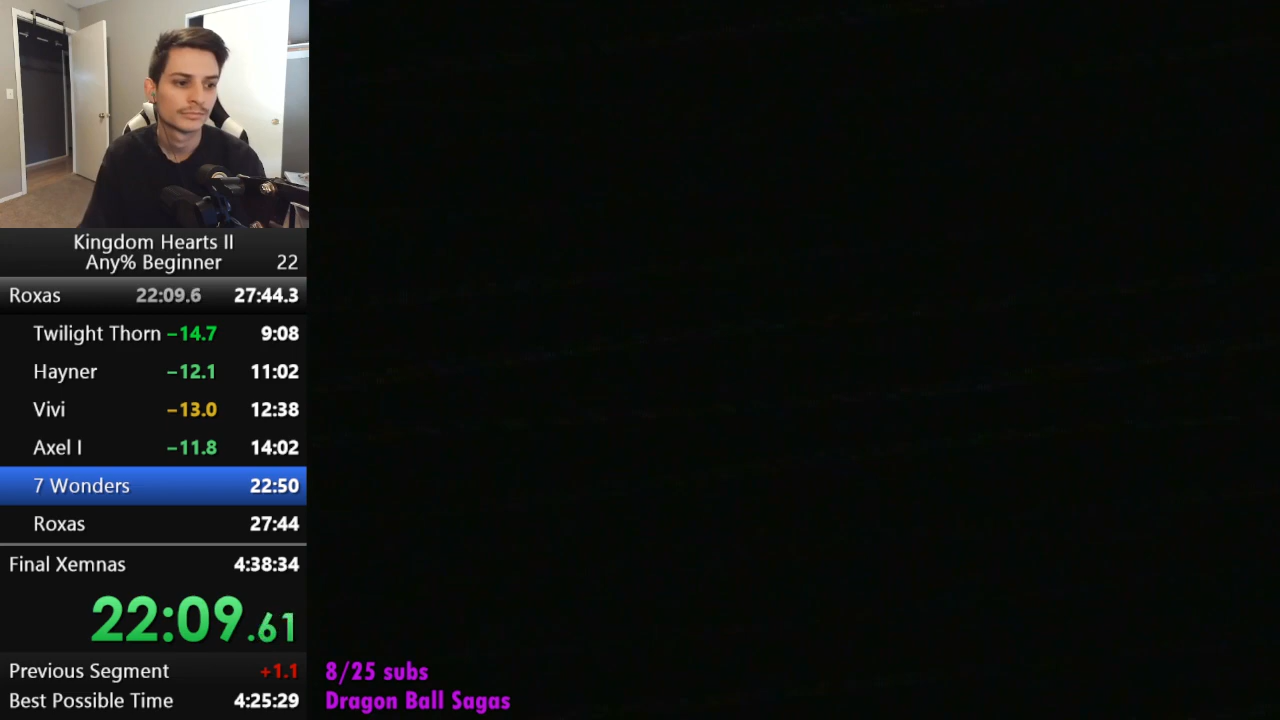 Kingdom Hearts II
Any% Beginner 22
Roxas 22:09.6 27:44.3
Twilight Thorn -14.7 9:08
Hayner -12.1 11:02
Vivi -13.0 12:38
Axel I -11.8 14:02
7 Wonders 22:50
Roxas 27:44
Final Xemnas 4:38:34
22:09.61
Previous Segment +1.1
Best Possible Time 4:25:29
8/25 subs
Dragon Ball Sagas